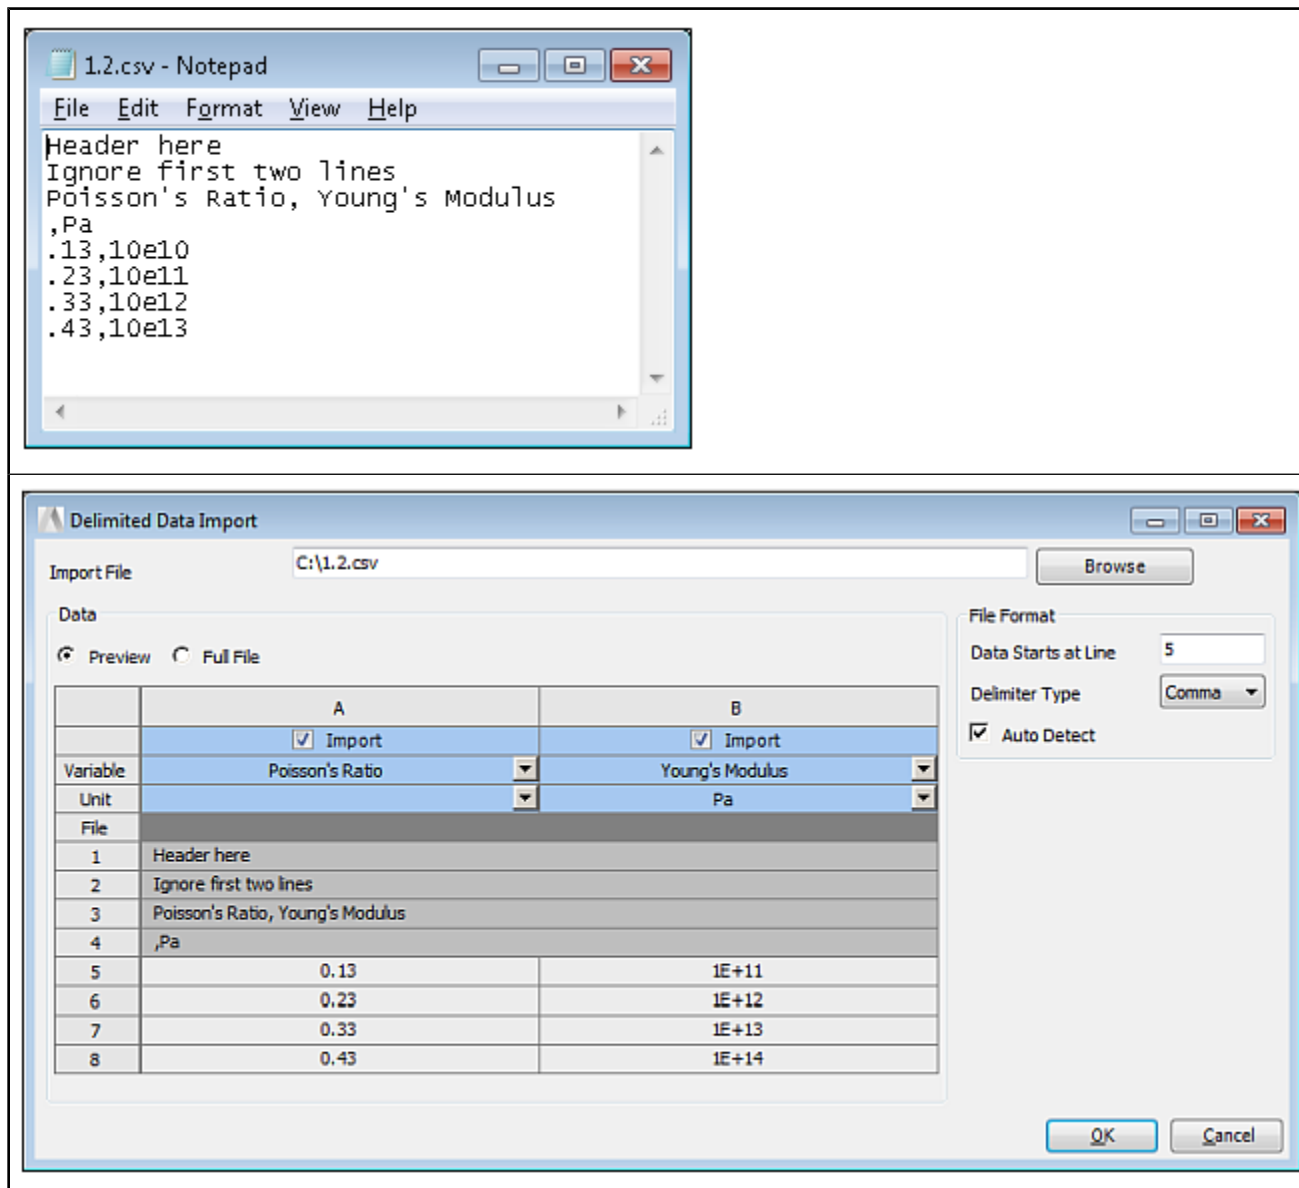 1.2.csv - Notepad
File Edit Format View Help
Header here
Ignore first two lines
Poisson's Ratio, Young's Modulus
,Pa
.13,10e10
.23,10e11
.33,10e12
.43,10e13
Delimited Data Import
Import File C:\1.2.csv Browse
Data
Preview Full File
File Format
Data Starts at Line 5
Delimiter Type Comma
Auto Detect
A B
Import Import
Variable Poisson's Ratio Young's Modulus
Unit Pa
File
1 Header here
2 Ignore first two lines
3 Poisson's Ratio, Young's Modulus
4 ,Pa
5 0.13 1E+11
6 0.23 1E+12
7 0.33 1E+13
8 0.43 1E+14
OK Cancel